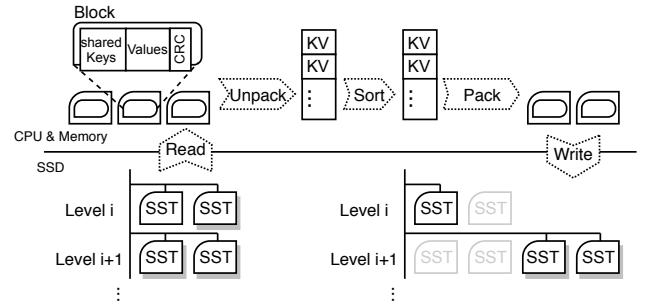 Block
shared Keys
Values
CRC
Unpack
KV
KV
⋮
Sort
KV
KV
⋮
Pack
CPU & Memory
Read
Write
SSD
Level i
SST
SST
Level i+1
SST
SST
⋮
Level i
SST
SST
Level i+1
SST
SST
SST
SST
⋮